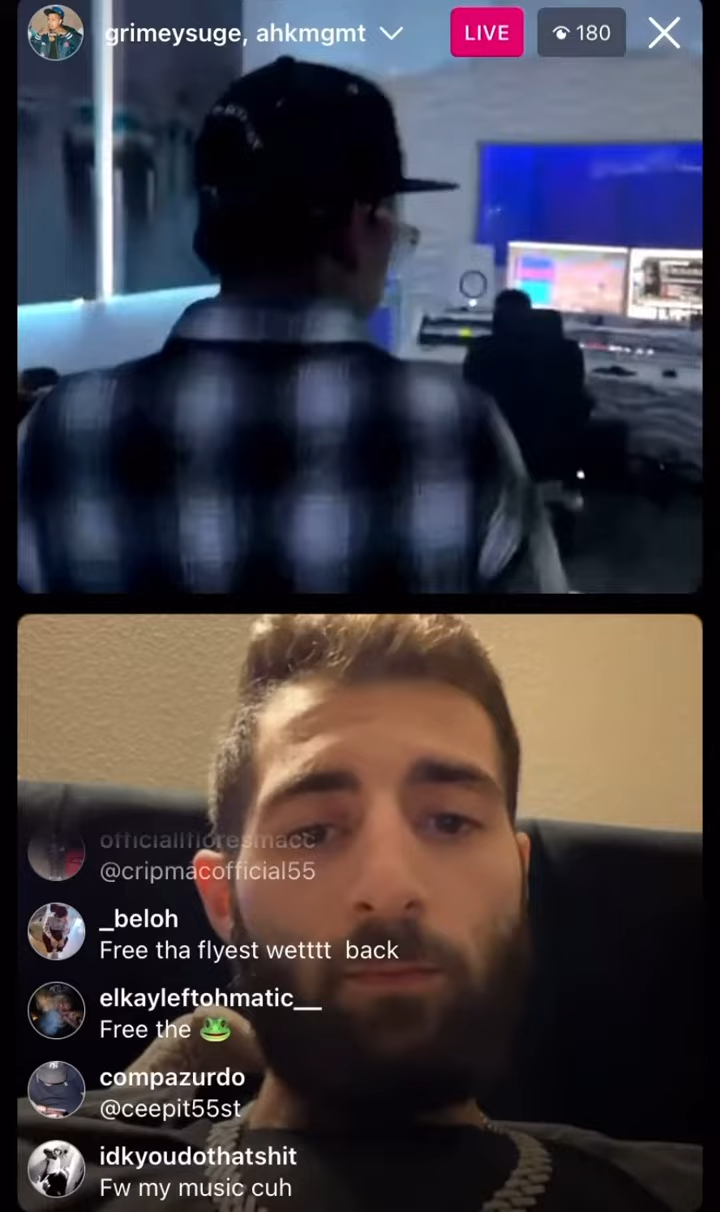 grimeysuge, ahkmgmt
LIVE
180
officiallfloresmacc
@cripmacofficial55
_beloh
Free tha flyest wetttt back
elkayleftohmatic__
Free the 🐸
compazurdo
@ceepit55st
idkyoudothatshit
Fw my music cuh